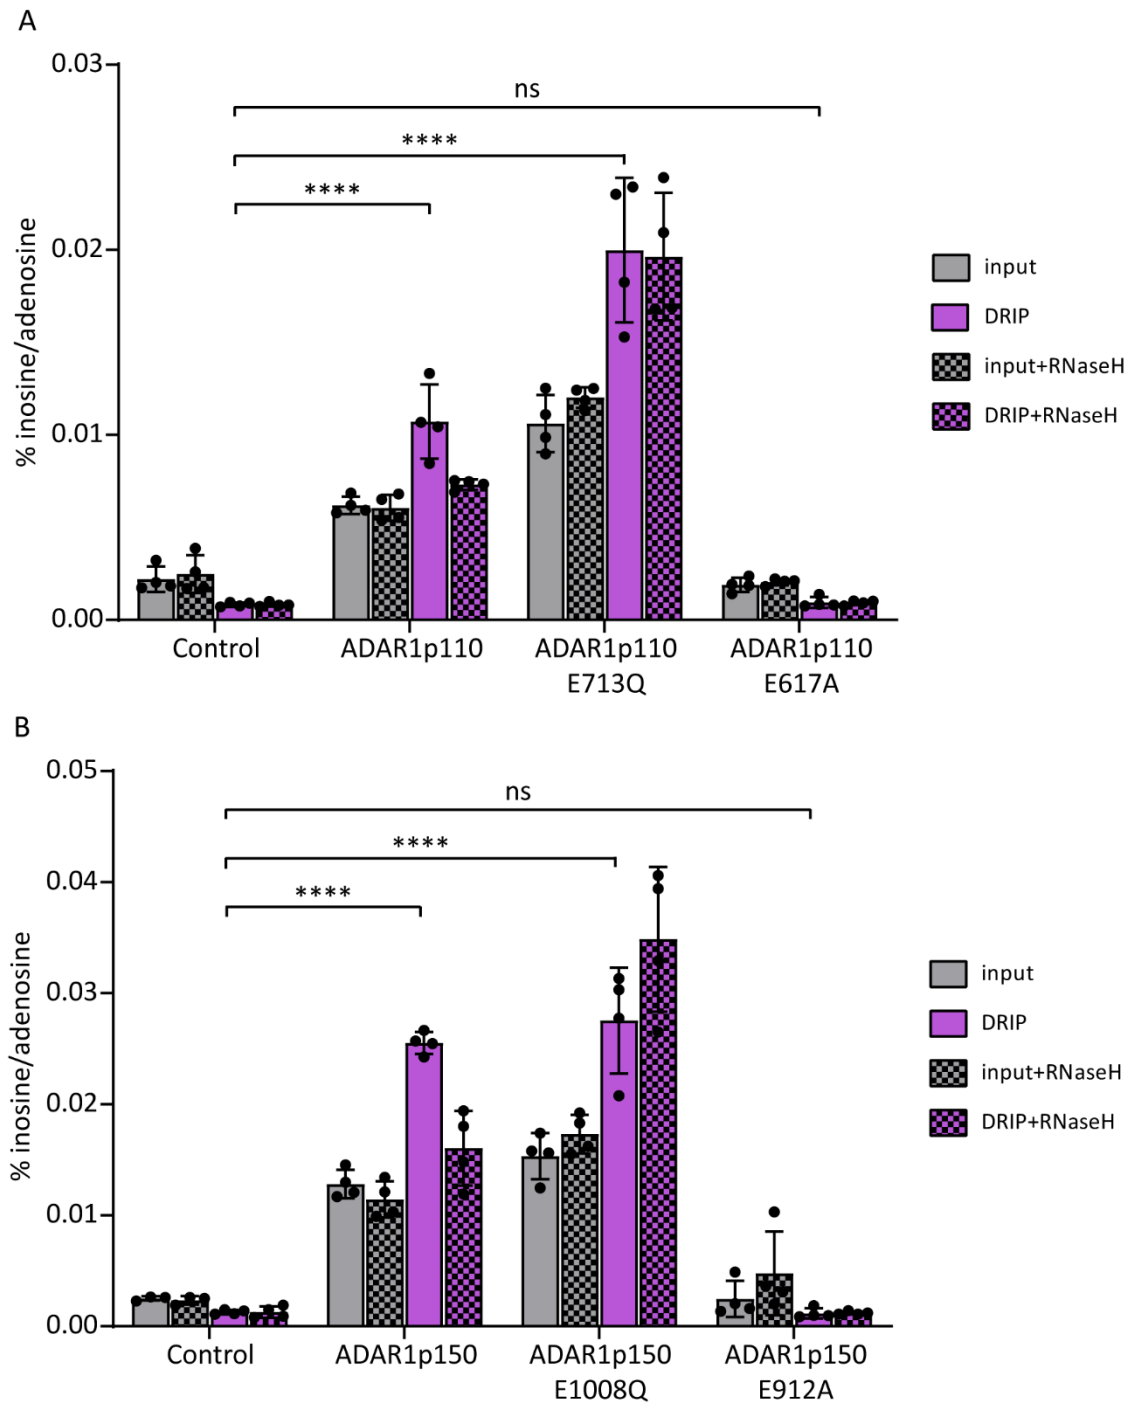 A
0.03
ns
****
****
0.02
% inosine/adenosine
0.01
0.00
Control
ADAR1p110
ADAR1p110
E713Q
ADAR1p110
E617A
input
DRIP
input+RNaseH
DRIP+RNaseH
B
0.05
ns
****
0.04
****
0.03
% inosine/adenosine
0.02
0.01
0.00
Control
ADAR1p150
ADAR1p150
E1008Q
ADAR1p150
E912A
input
DRIP
input+RNaseH
DRIP+RNaseH